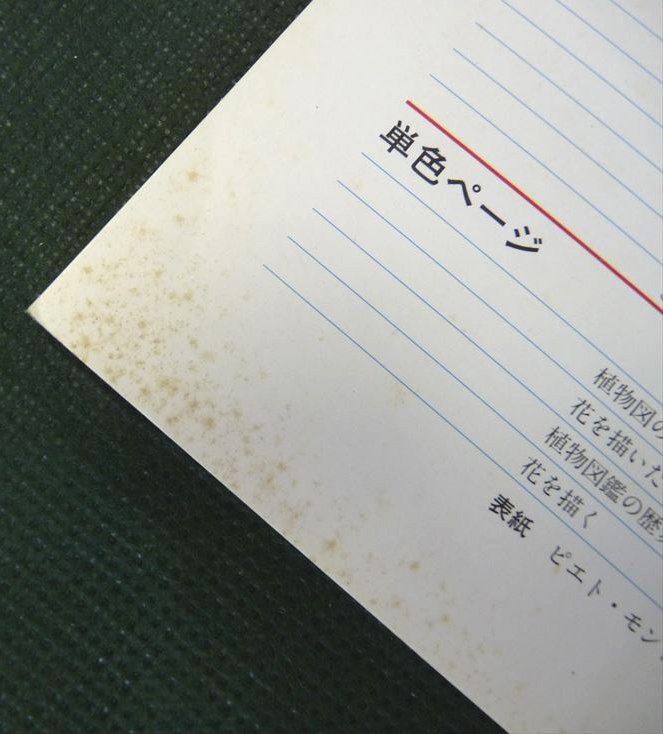 単色ページ
植物図の
花を描いた
植物図鑑の歴
花を描く
表紙 ピエト・モン